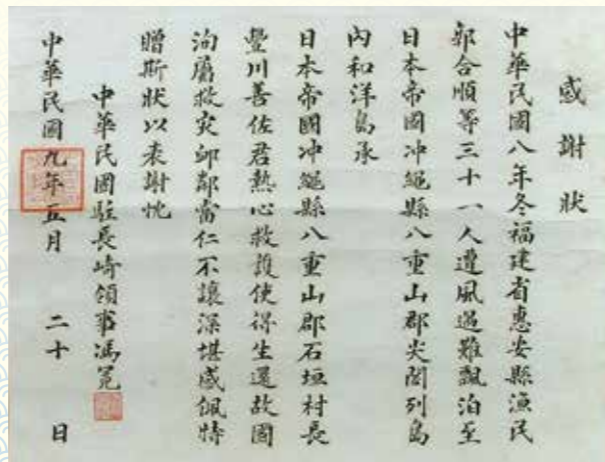 感謝狀
中華民國八年冬福建省惠安縣漁民
郭合順等三十一人遭風遇難飄泊至
日本帝國沖繩縣八重山郡尖閣列島
內和洋島承
日本帝國沖繩縣八重山郡石垣村長
豐川善佐君熱心救護使得生還故國
洵屬救災卹鄰當仁不讓深堪感佩特
贈斯狀以表謝忱
中華民國駐長崎領事馮冕
中華民國九年五月 二十 日